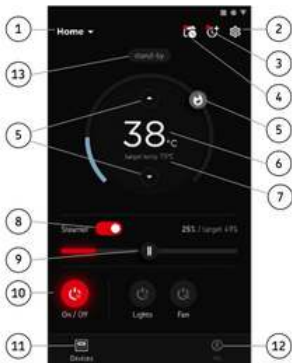 1
Home
2
3
13
stand-by
4
5
5
38
°C
6
target temp 75°C
7
8
Steamer
25% / target 49%
9
10
On / Off
Lights
Fan
11
Devices
12